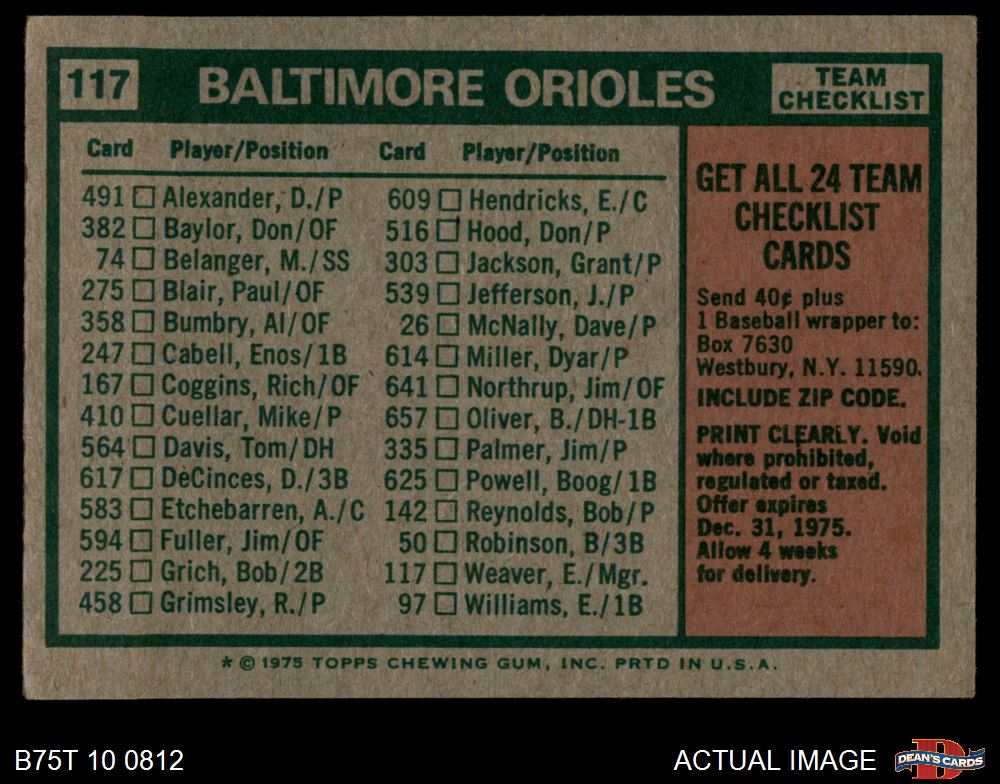 117 BALTIMORE ORIOLES TEAM CHECKLIST
Card Player/Position
491 Alexander, D./P
382 Baylor, Don/OF
74 Belanger, M./SS
275 Blair, Paul/OF
358 Bumbry, Al/OF
247 Cabell, Enos/1B
167 Coggins, Rich/OF
410 Cuellar, Mike/P
564 Davis, Tom/DH
617 DeCinces, D./3B
583 Etchebarren, A./C
594 Fuller, Jim/OF
225 Grich, Bob/2B
458 Grimsley, R./P
Card Player/Position
609 Hendricks, E./C
516 Hood, Don/P
303 Jackson, Grant/P
539 Jefferson, J./P
26 McNally, Dave/P
614 Miller, Dyar/P
641 Northrup, Jim/OF
657 Oliver, B./DH-1B
335 Palmer, Jim/P
625 Powell, Boog/1B
142 Reynolds, Bob/P
50 Robinson, B/3B
117 Weaver, E./Mgr.
97 Williams, E./1B
GET ALL 24 TEAM
CHECKLIST
CARDS
Send 40¢ plus
1 Baseball wrapper to:
Box 7630
Westbury, N.Y. 11590.
INCLUDE ZIP CODE.
PRINT CLEARLY. Void
where prohibited,
regulated or taxed.
Offer expires
Dec. 31, 1975.
Allow 4 weeks
for delivery.
* © 1975 TOPPS CHEWING GUM, INC. PRTD IN U.S.A.
B75T 10 0812
ACTUAL IMAGE
DEAN'S CARDS